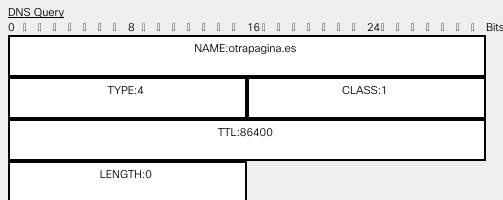 DNS Query
0 8 16 24 Bits
NAME:otrapagina.es
TYPE:4 CLASS:1
TTL:86400
LENGTH:0